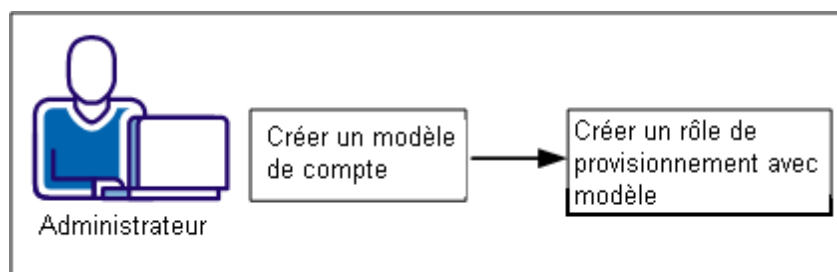 Créer un modèle
de compte
Créer un rôle de
provisionnement avec
modèle
Administrateur